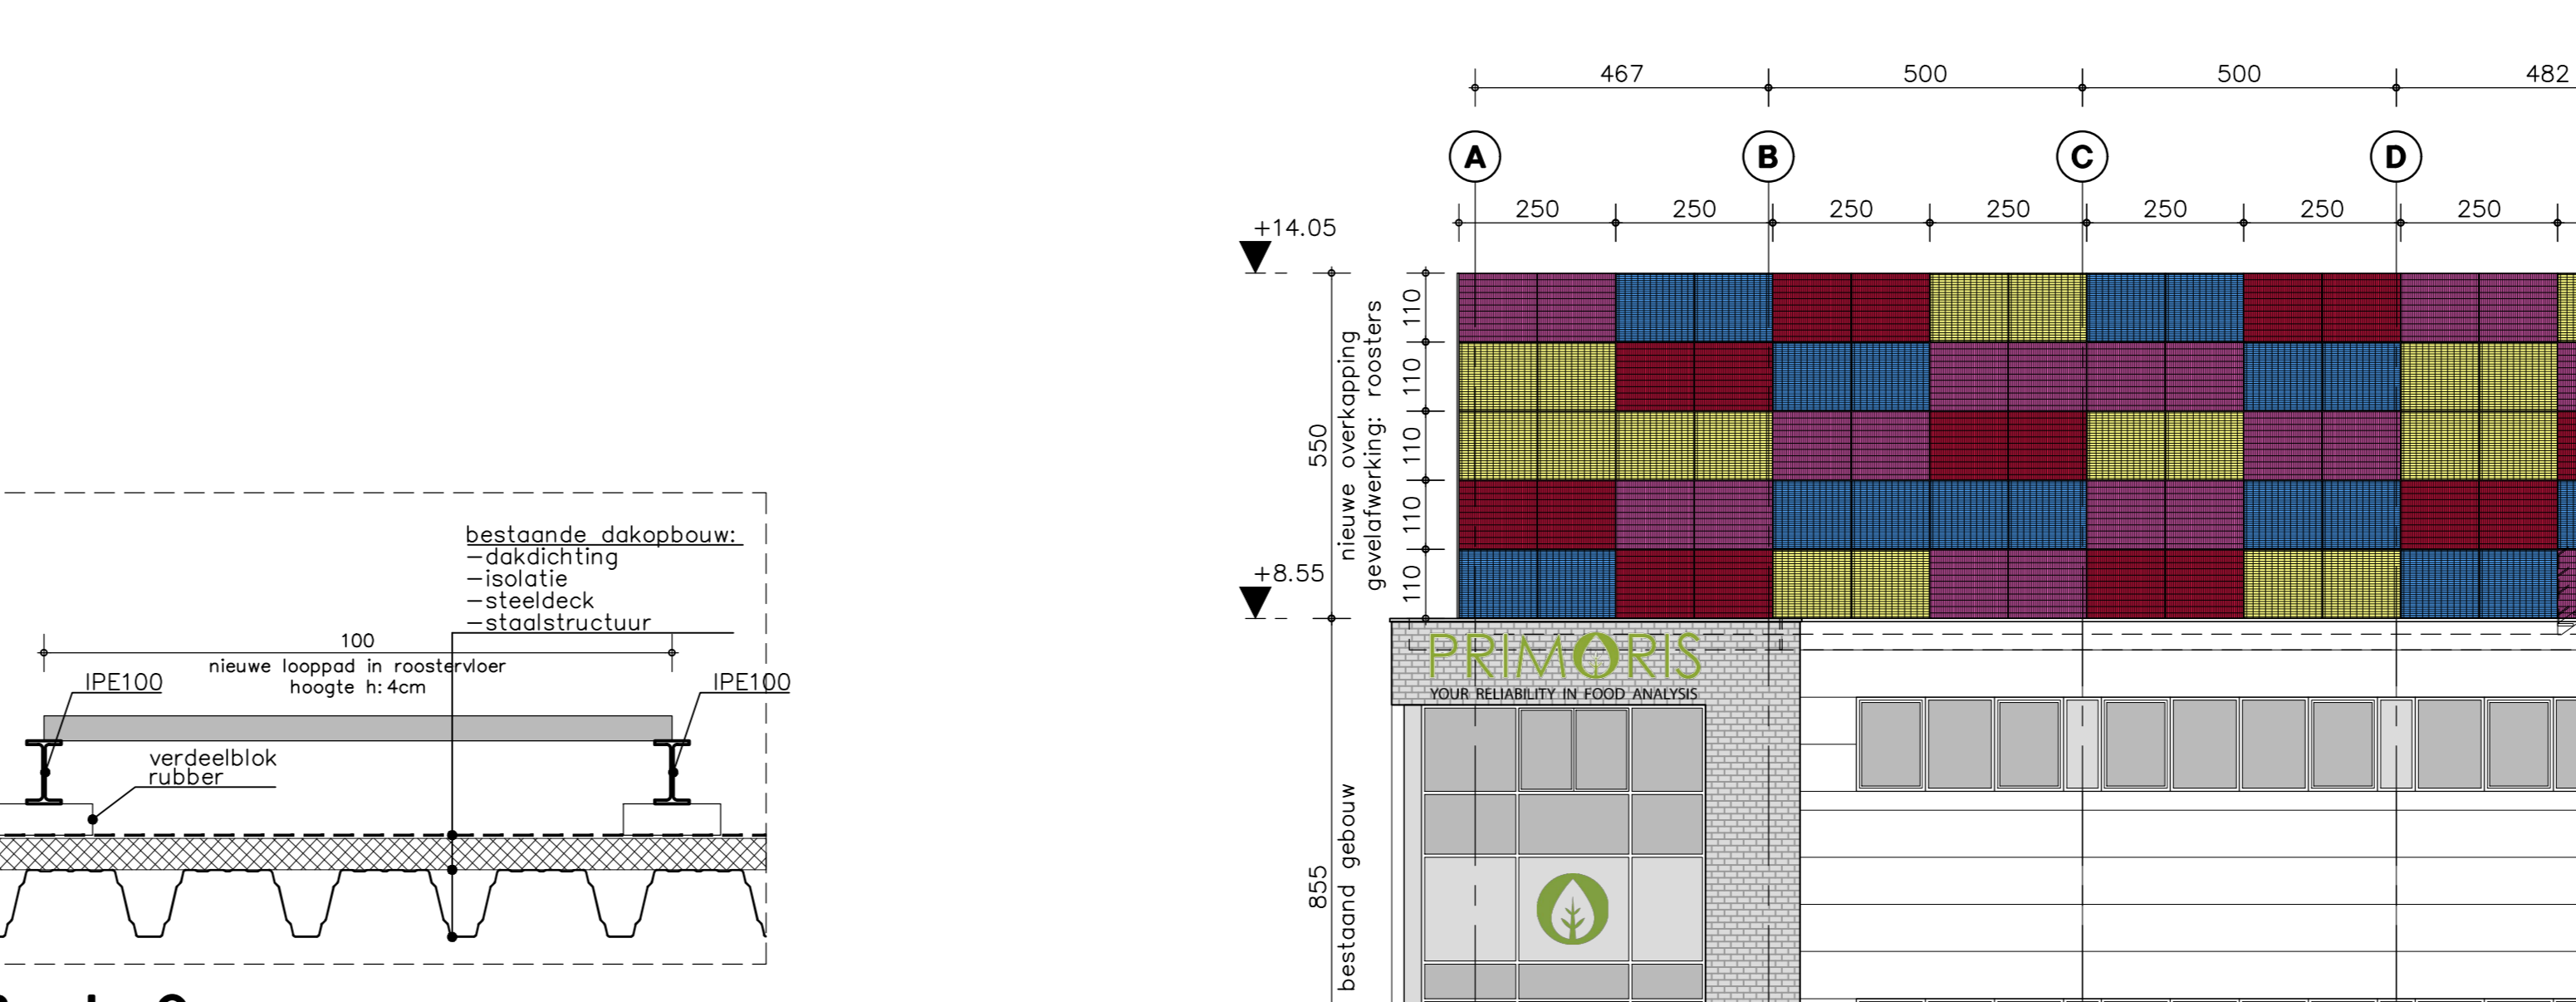 467 500 500 482
A B C D
250 250 250 250 250 250 250
+14.05
110
110
110
110
110
550
nieuwe overkapping
gevelafwerking: roosters
+8.55
PRIMORIS
YOUR RELIABILITY IN FOOD ANALYSIS
855
bestaand gebouw
bestaande dakopbouw:
-dakdichting
-isolatie
-steeldeck
-staalstructuur
100
nieuwe looppad in roostervloer
hoogte h:4cm
IPE100
IPE100
verdeelblok
rubber